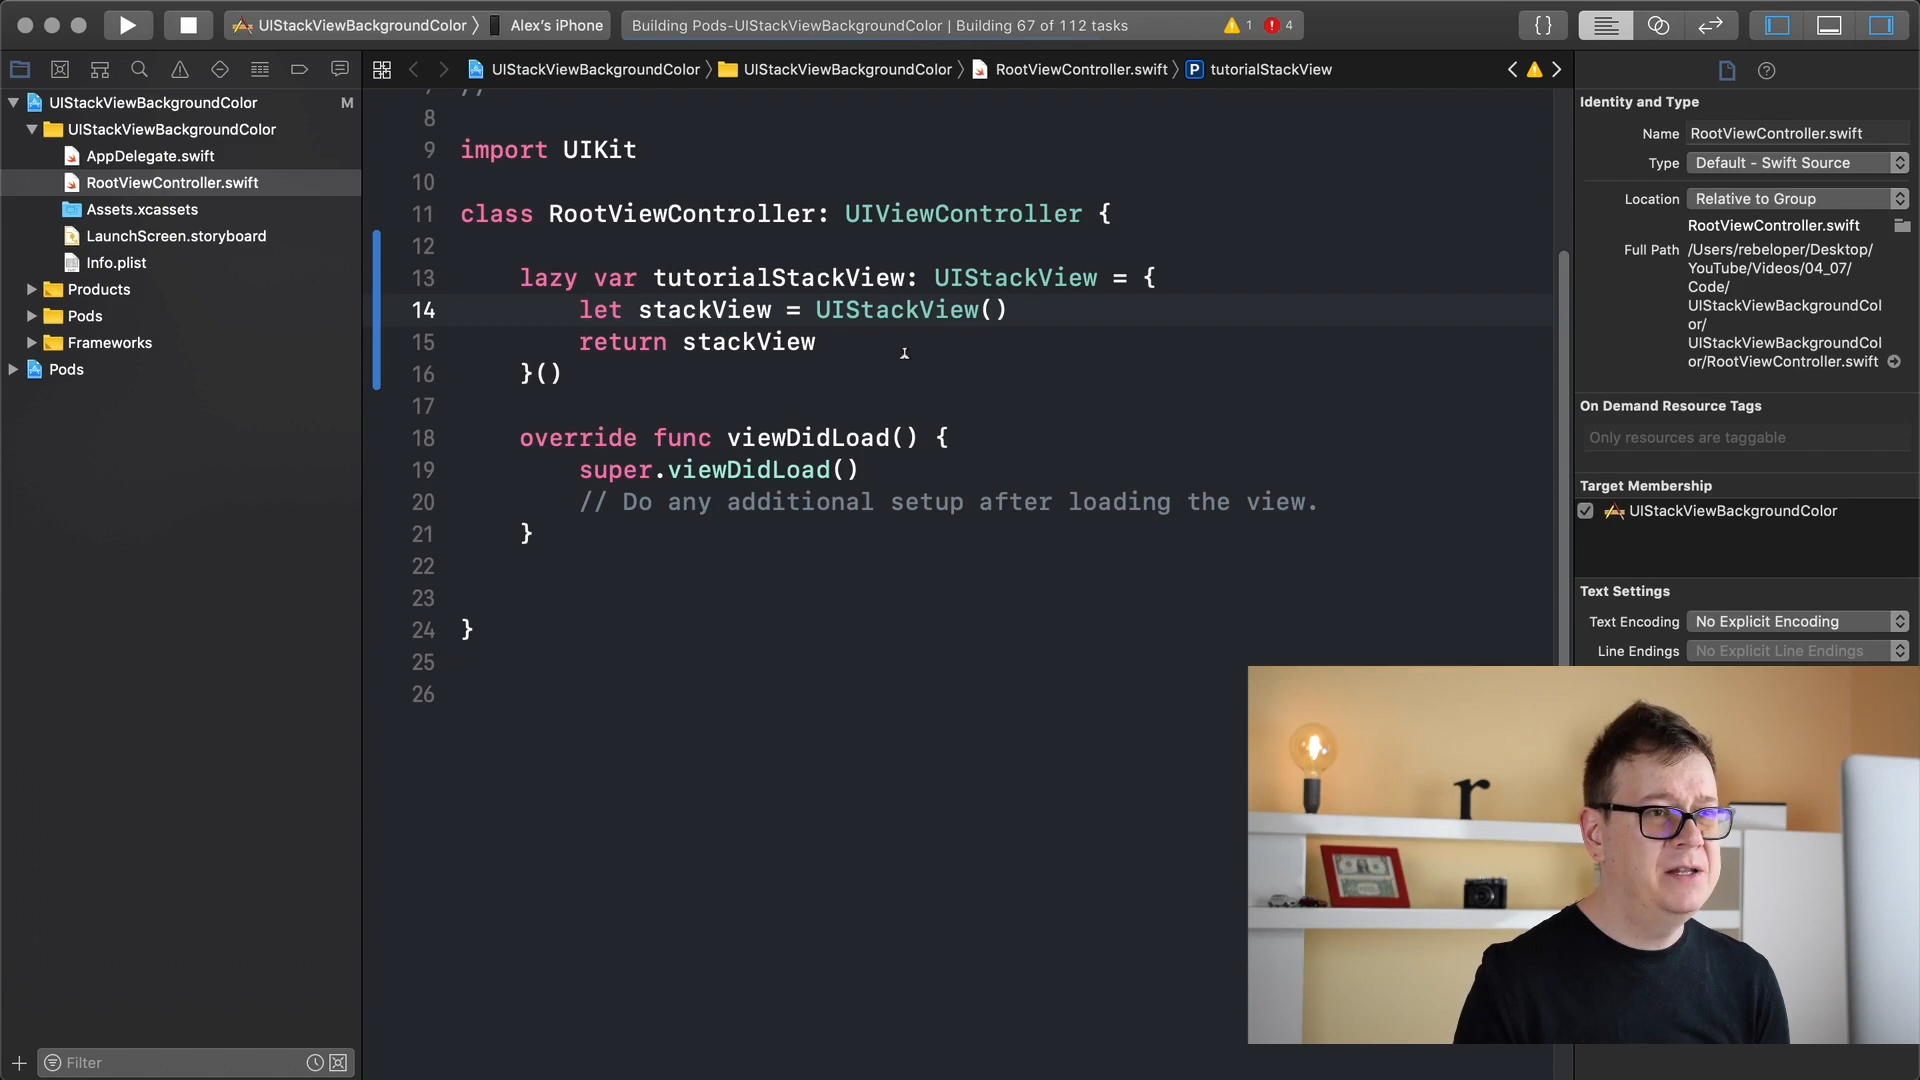 UIStackViewBackgroundColor
Alex's iPhone
Building Pods-UIStackViewBackgroundColor | Building 67 of 112 tasks
1
4
{}
UIStackViewBackgroundColor
UIStackViewBackgroundColor
RootViewController.swift
P
tutorialStackView
UIStackViewBackgroundColor
M
UIStackViewBackgroundColor
AppDelegate.swift
RootViewController.swift
Assets.xcassets
LaunchScreen.storyboard
Info.plist
Products
Pods
Frameworks
Pods
Filter
7 //
8
9 import UIKit
10
11 class RootViewController: UIViewController {
12
13 lazy var tutorialStackView: UIStackView = {
14 let stackView = UIStackView()
15 return stackView
16 }()
17
18 override func viewDidLoad() {
19 super.viewDidLoad()
20 // Do any additional setup after loading the view.
21 }
22
23
24 }
25
26
Identity and Type
Name RootViewController.swift
Type Default - Swift Source
Location Relative to Group
RootViewController.swift
Full Path /Users/rebeloper/Desktop/
YouTube/Videos/04_07/
Code/
UIStackViewBackgroundCol
or/
UIStackViewBackgroundCol
or/RootViewController.swift
On Demand Resource Tags
Only resources are taggable
Target Membership
UIStackViewBackgroundColor
Text Settings
Text Encoding No Explicit Encoding
Line Endings No Explicit Line Endings
r